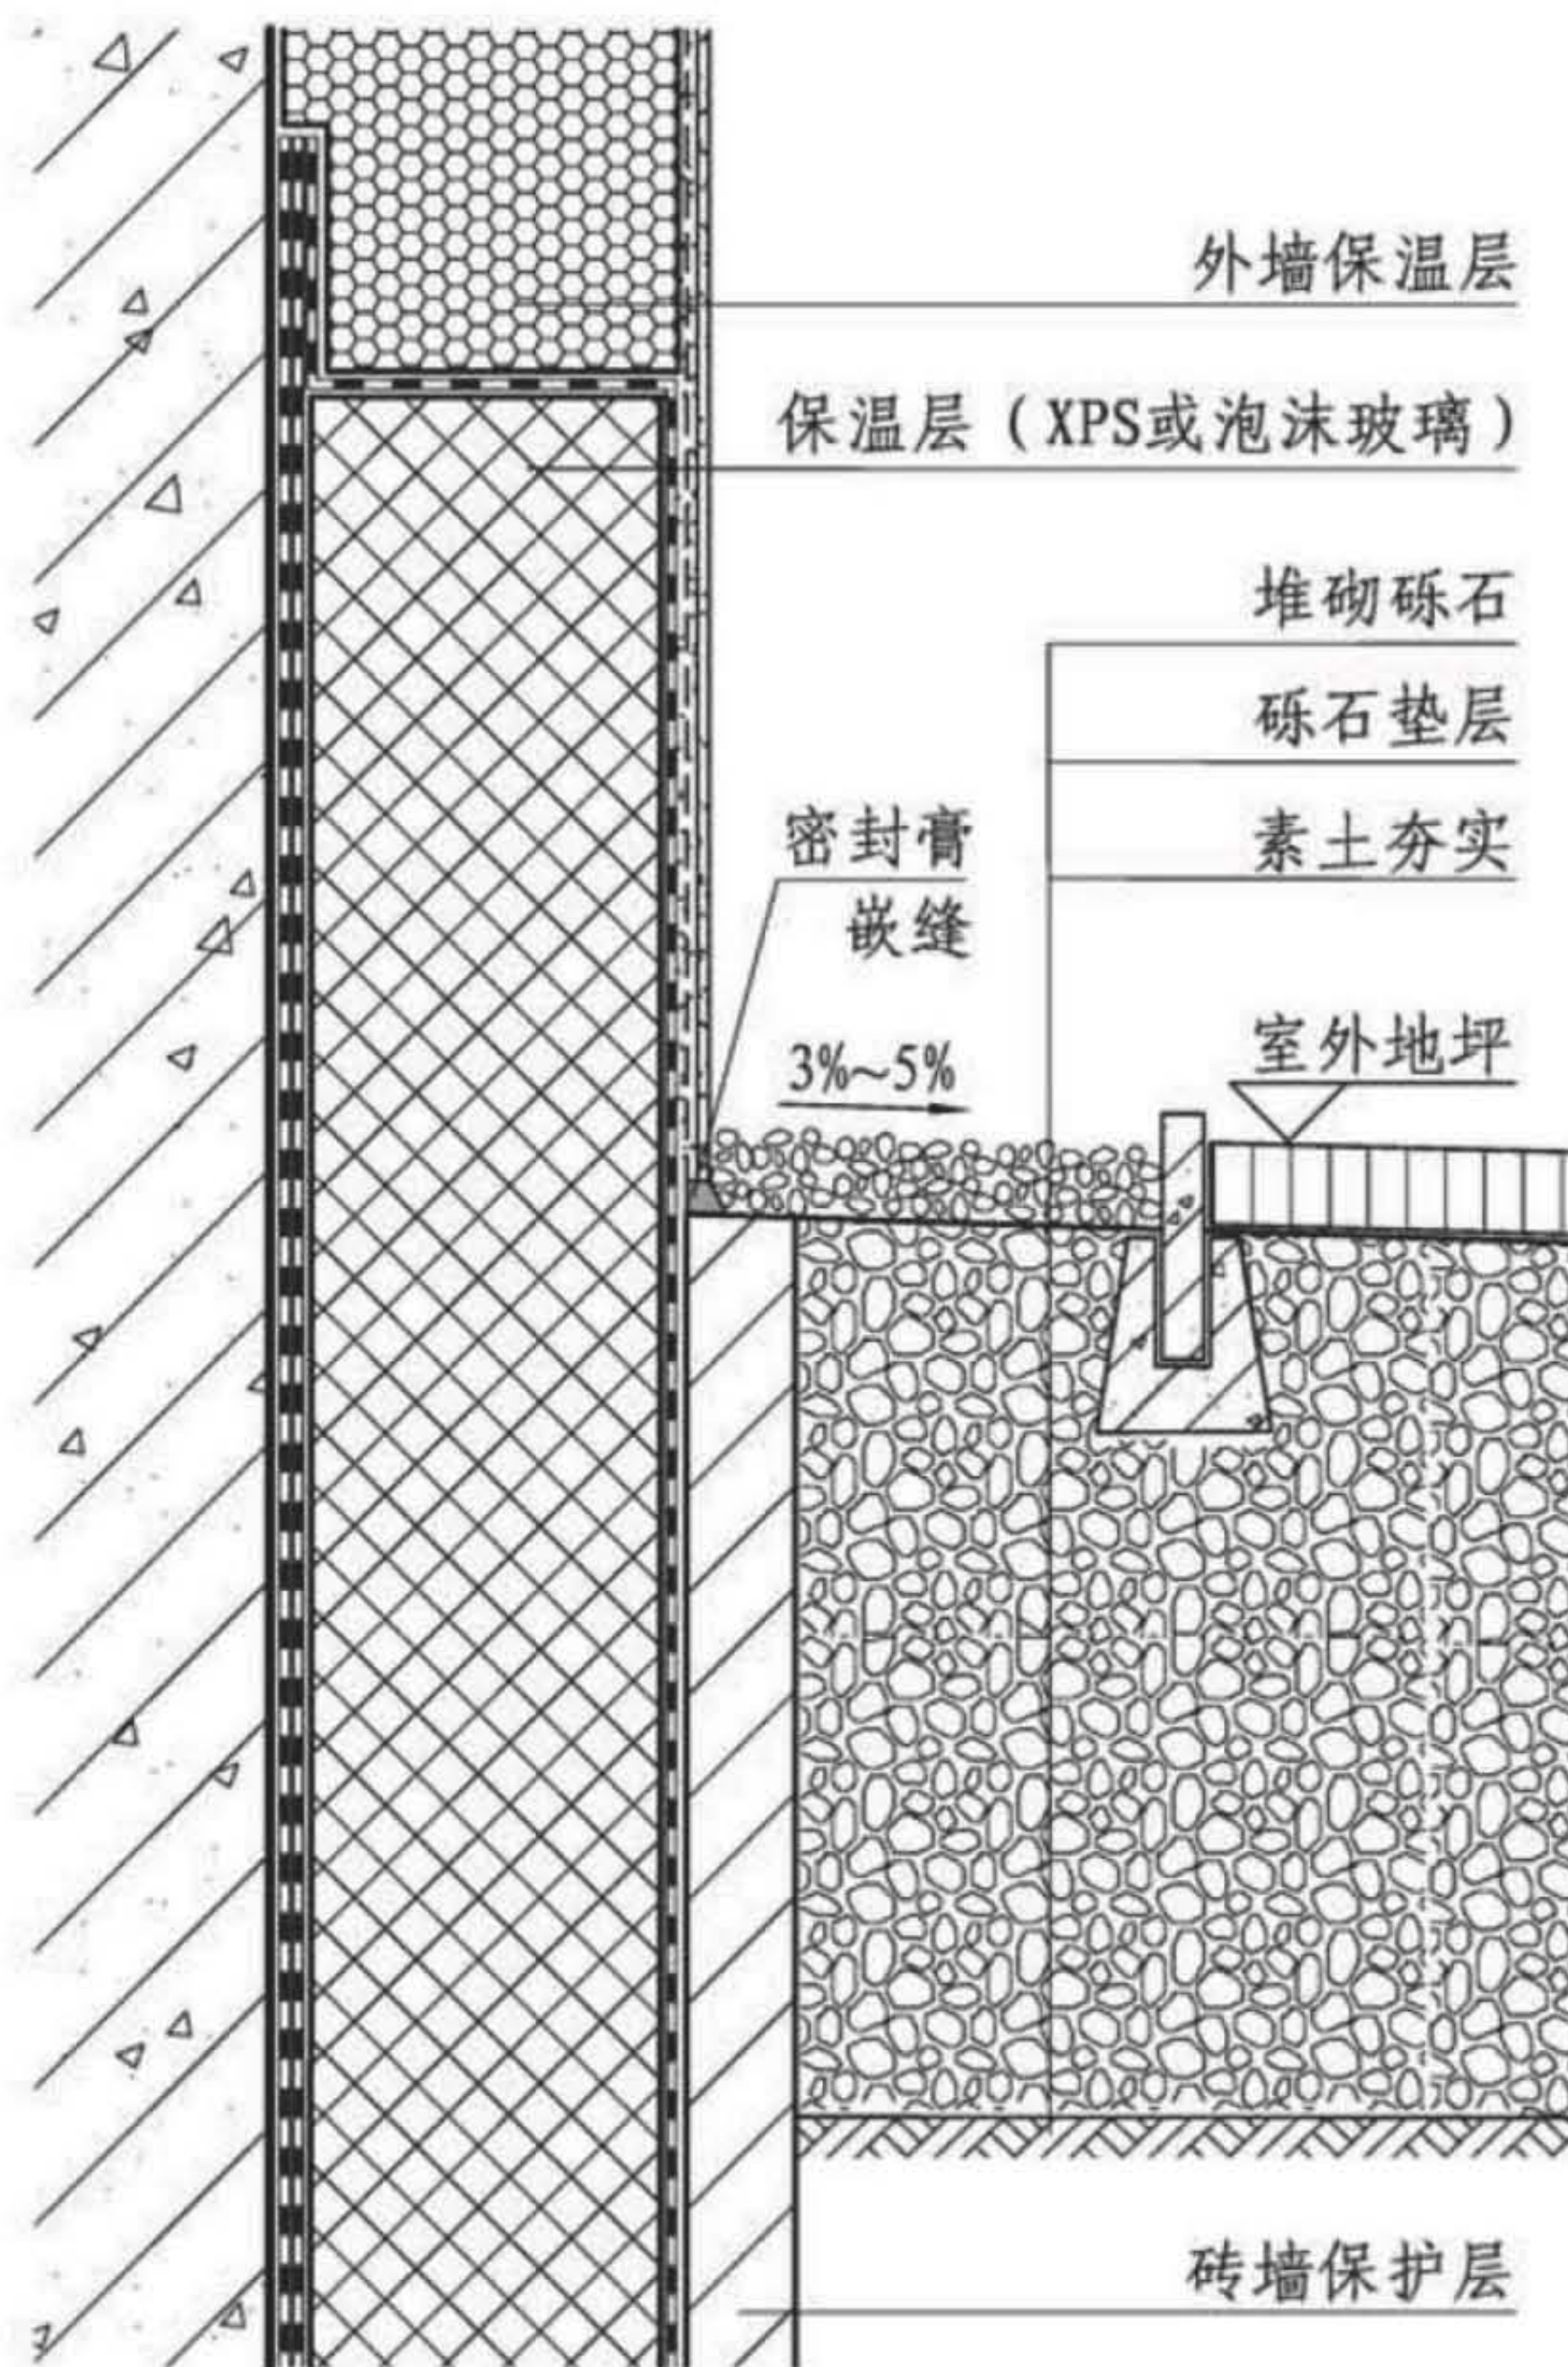 外墙保温层
保温层（XPS或泡沫玻璃）
堆砌砾石
砾石垫层
素土夯实
密封膏
嵌缝
3%~5%
室外地坪
砖墙保护层